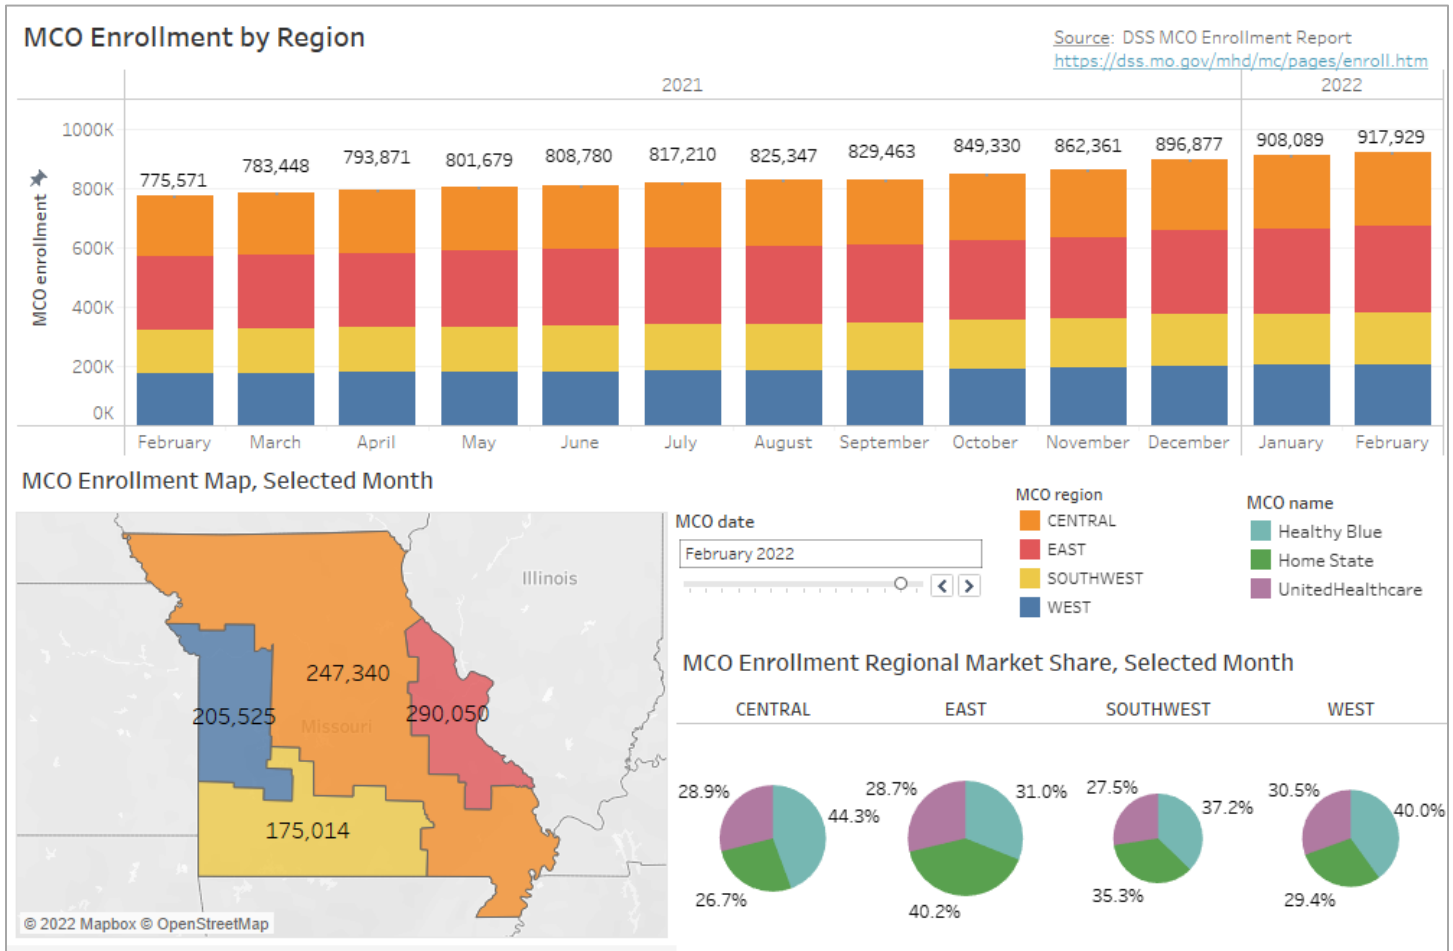 MCO Enrollment by Region
Source: DSS MCO Enrollment Report
https://dss.mo.gov/mhd/mc/pages/enroll.htm
2021 2022
MCO enrollment
1000K
800K
600K
400K
200K
0K
775,571 783,448 793,871 801,679 808,780 817,210 825,347 829,463 849,330 862,361 896,877 908,089 917,929
February March April May June July August September October November December January February
MCO Enrollment Map, Selected Month
Illinois
Missouri
247,340
205,525
290,050
175,014
© 2022 Mapbox © OpenStreetMap
MCO date
February 2022
MCO region
CENTRAL
EAST
SOUTHWEST
WEST
MCO name
Healthy Blue
Home State
UnitedHealthcare
MCO Enrollment Regional Market Share, Selected Month
CENTRAL EAST SOUTHWEST WEST
28.9% 44.3% 26.7%
28.7% 31.0% 40.2%
27.5% 37.2% 35.3%
30.5% 40.0% 29.4%